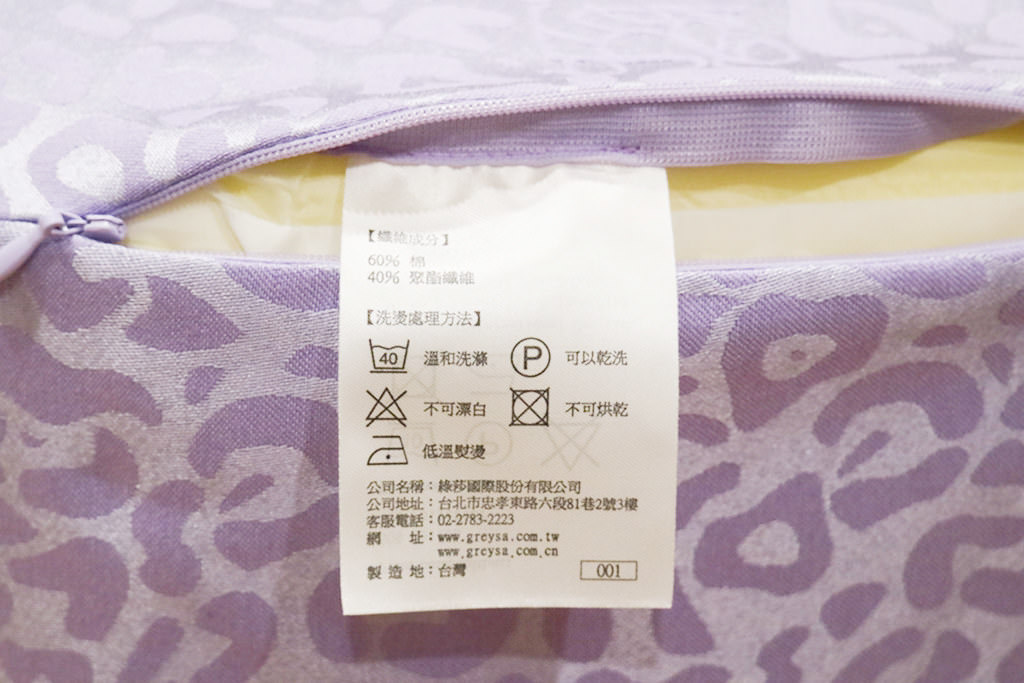 【纖維成分】
60% 棉
40% 聚酯纖維
【洗燙處理方法】
40 溫和洗滌 P 可以乾洗
不可漂白 不可烘乾
低溫熨燙
公司名稱：綠莎國際股份有限公司
公司地址：台北市忠孝東路六段81巷2號3樓
客服電話：02-2783-2223
網 址：www.greysa.com.tw
www.greysa.com.cn
製 造 地：台灣 001